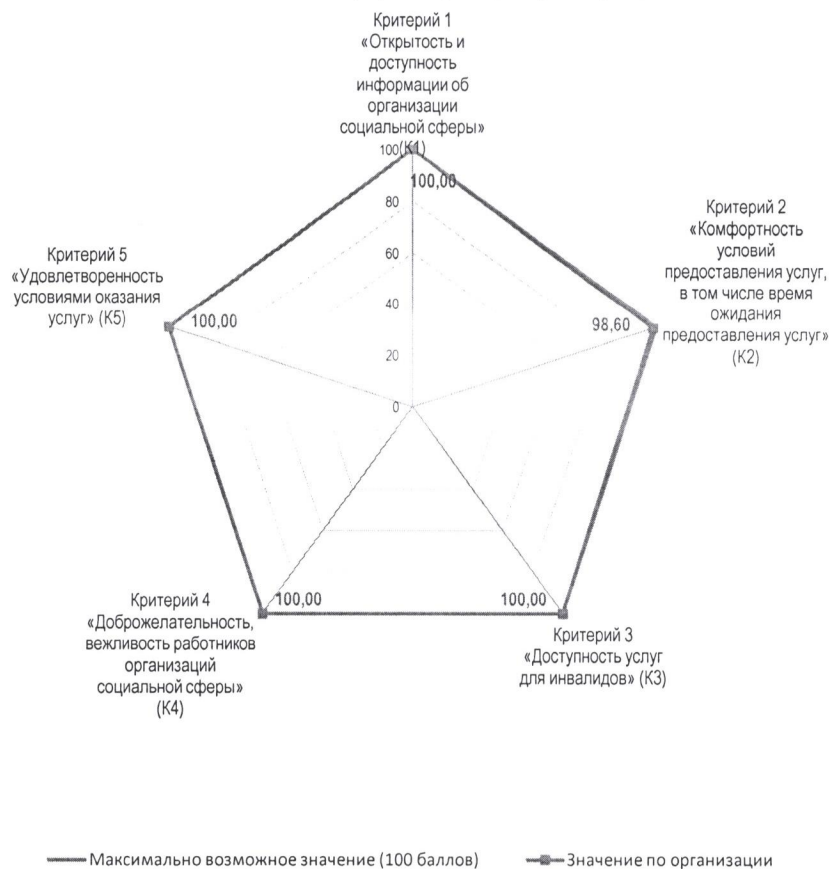 Критерий 1
«Открытость и
доступность
информации об
организации
социальной сферы»
(К1)
100
100,00
80
60
40
20
0
Критерий 2
«Комфортность
условий
предоставления услуг,
в том числе время
ожидания
предоставления услуг»
(К2)
98,60
Критерий 5
«Удовлетворенность
условиями оказания
услуг» (К5)
100,00
Критерий 4
«Доброжелательность,
вежливость работников
организаций
социальной сферы»
(К4)
100,00
100,00
Критерий 3
«Доступность услуг
для инвалидов» (К3)
Максимально возможное значение (100 баллов)
Значение по организации